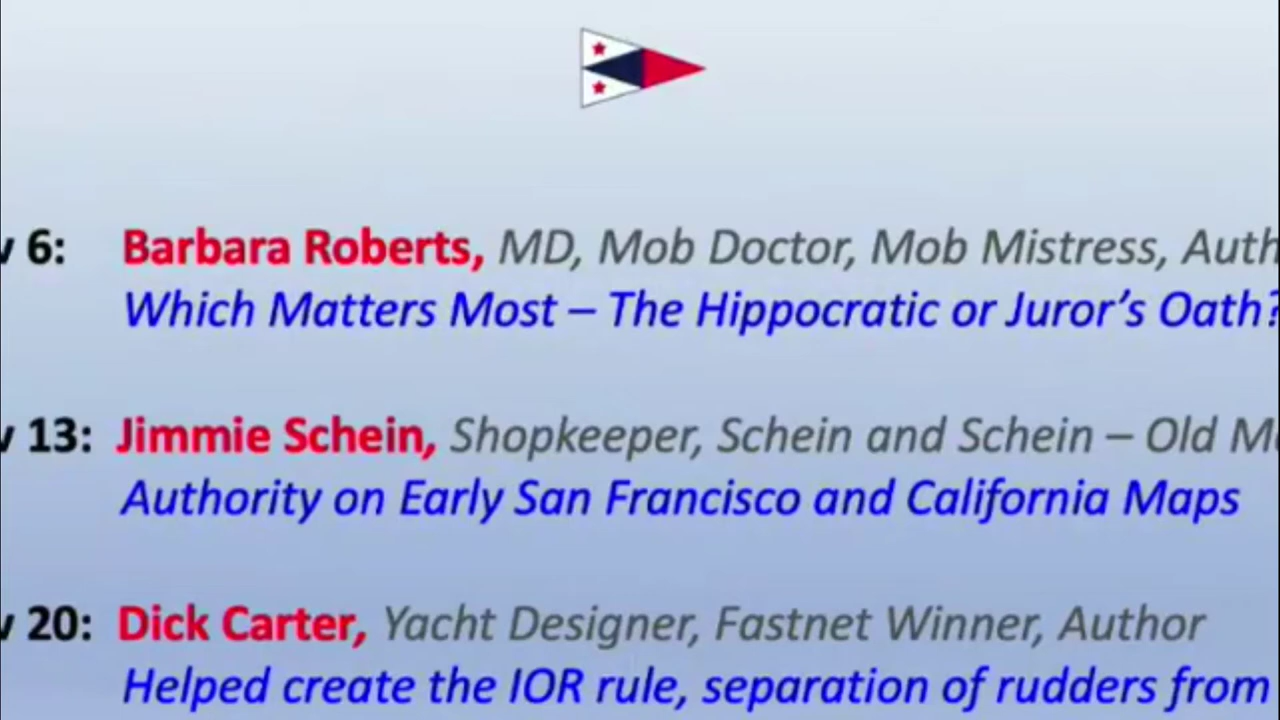 v 6: Barbara Roberts, MD, Mob Doctor, Mob Mistress, Auth
Which Matters Most – The Hippocratic or Juror’s Oath?
v 13: Jimmie Schein, Shopkeeper, Schein and Schein – Old M
Authority on Early San Francisco and California Maps
v 20: Dick Carter, Yacht Designer, Fastnet Winner, Author
Helped create the IOR rule, separation of rudders from